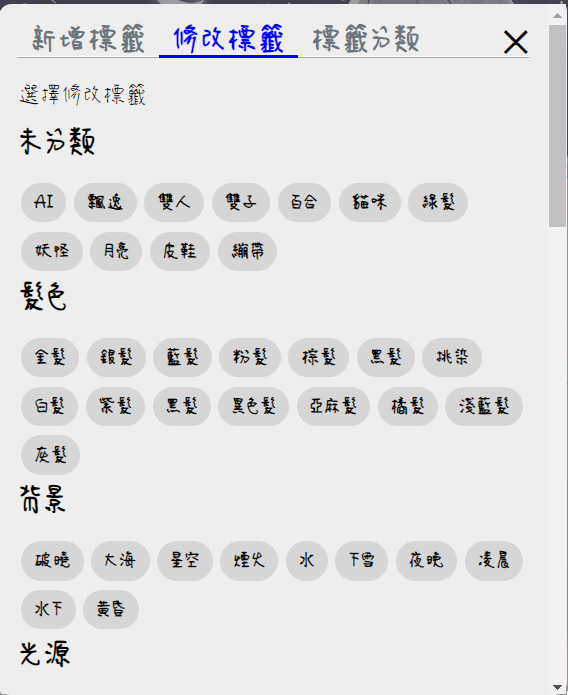 新增標籤 修改標籤 標籤分類
選擇修改標籤
未分類
AI 飄逸 雙人 雙子 百合 貓咪 綠髮
妖怪 月亮 皮鞋 繃帶
髮色
金髮 銀髮 藍髮 粉髮 棕髮 黑髮 挑染
白髮 紫髮 黑髮 黑色髮 亞麻髮 橘髮 淺藍髮
灰髮
背景
破曉 大海 星空 煙火 水 下雪 夜晚 凌晨
水下 黃昏
光源